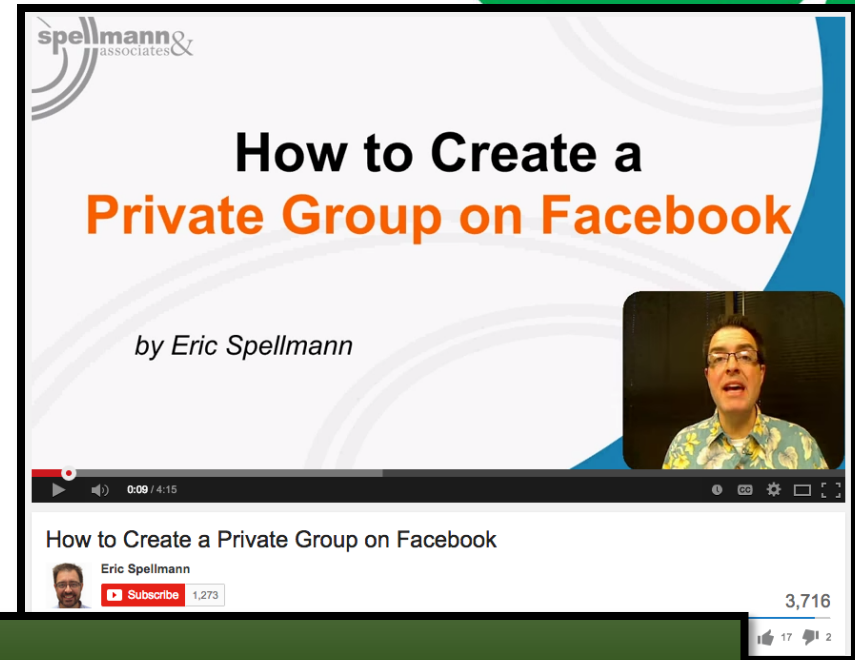 spellmann&
associates
How to Create a
Private Group on Facebook
by Eric Spellmann
0:09 / 4:15
CC
How to Create a Private Group on Facebook
Eric Spellmann
Subscribe 1,273
3,716
17 2